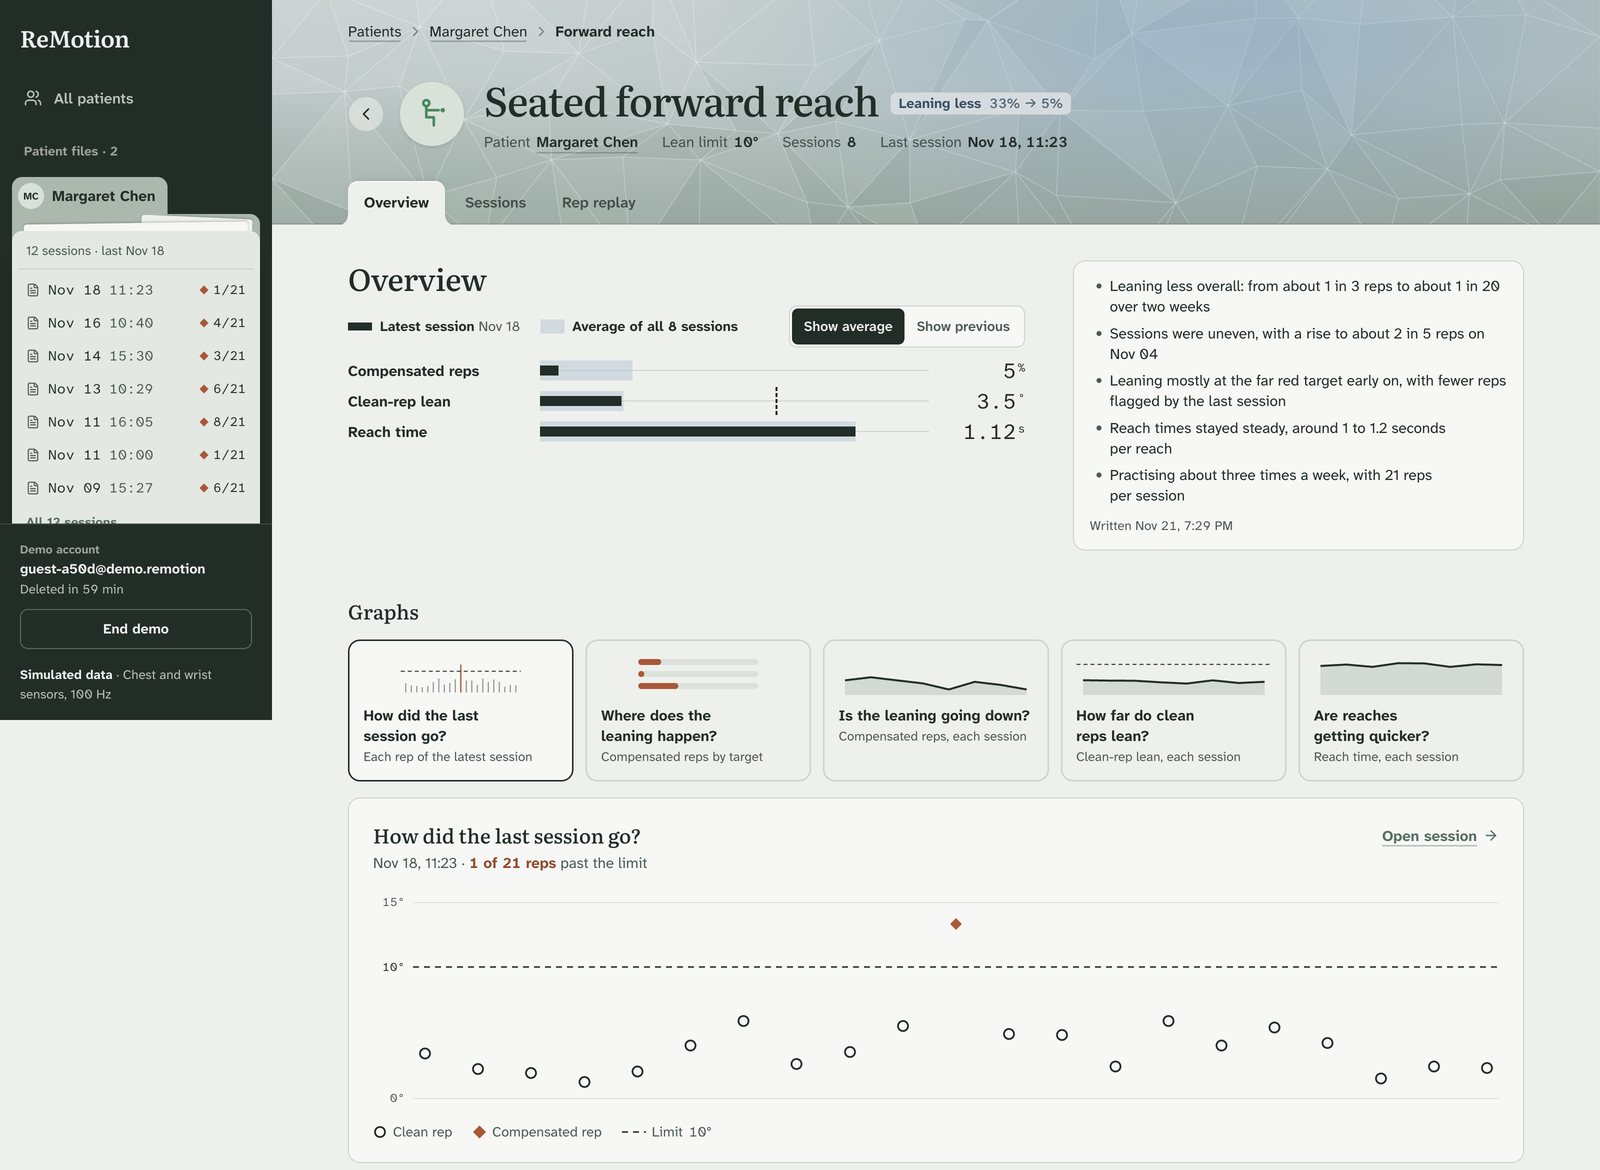 ReMotion
All patients
Patient files · 2
MC Margaret Chen
12 sessions · last Nov 18
Nov 18 11:23 1/21
Nov 16 10:40 4/21
Nov 14 15:30 3/21
Nov 13 10:29 6/21
Nov 11 16:05 8/21
Nov 11 10:00 1/21
Nov 09 15:27 6/21
All 12 sessions
Demo account
guest-a50d@demo.remotion
Deleted in 59 min
End demo
Simulated data · Chest and wrist
sensors, 100 Hz
Patients > Margaret Chen > Forward reach
Seated forward reach Leaning less 33% → 5%
Patient Margaret Chen Lean limit 10° Sessions 8 Last session Nov 18, 11:23
Overview Sessions Rep replay
Overview
Latest session Nov 18 Average of all 8 sessions Show average Show previous
Compensated reps 5%
Clean-rep lean 3.5°
Reach time 1.12s
• Leaning less overall: from about 1 in 3 reps to about 1 in 20
over two weeks
• Sessions were uneven, with a rise to about 2 in 5 reps on
Nov 04
• Leaning mostly at the far red target early on, with fewer reps
flagged by the last session
• Reach times stayed steady, around 1 to 1.2 seconds
per reach
• Practising about three times a week, with 21 reps
per session
Written Nov 21, 7:29 PM
Graphs
How did the last
session go?
Each rep of the latest session
Where does the
leaning happen?
Compensated reps by target
Is the leaning going down?
Compensated reps, each session
How far do clean
reps lean?
Clean-rep lean, each session
Are reaches
getting quicker?
Reach time, each session
How did the last session go?
Open session →
Nov 18, 11:23 · 1 of 21 reps past the limit
15°
10°
0°
Clean rep Compensated rep Limit 10°